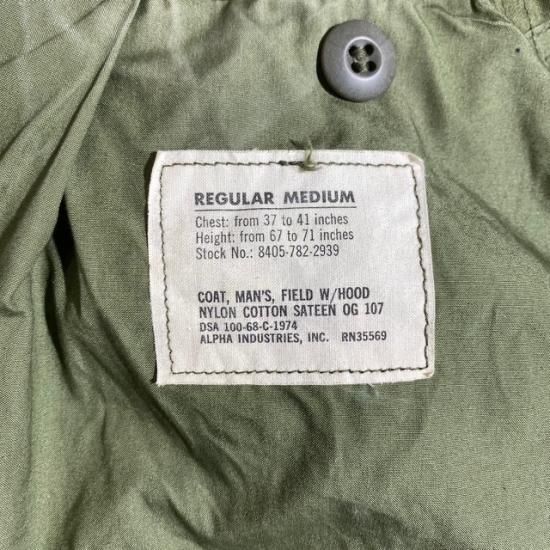 REGULAR MEDIUM
Chest: from 37 to 41 inches
Height: from 67 to 71 inches
Stock No.: 8405-782-2939
COAT, MAN'S, FIELD W/HOOD
NYLON COTTON SATEEN OG 107
DSA 100-68-C-1974
ALPHA INDUSTRIES, INC. RN35569